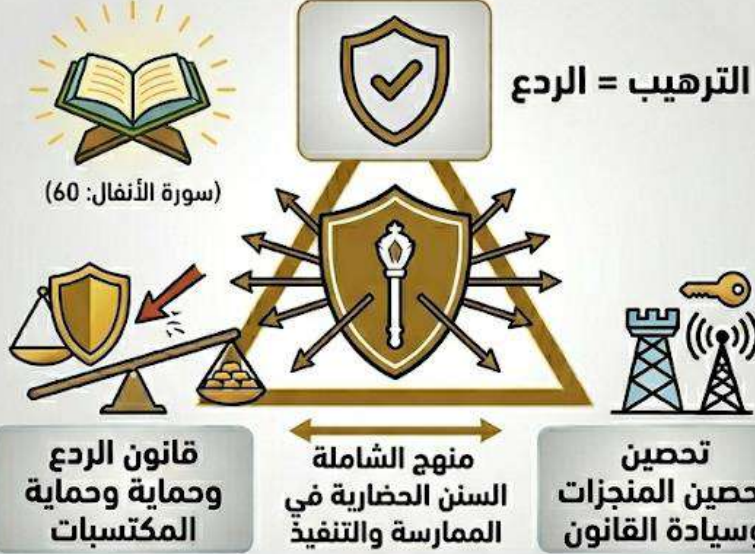 الترهيب = الردع
(سورة الأنفال: 60)
تحصين
حصين المنجزات
سيادة القانون
منهج الشاملة
السنن الحضارية في
الممارسة والتنفيذ
قانون الردع
وحماية وحماية
المكتسبات